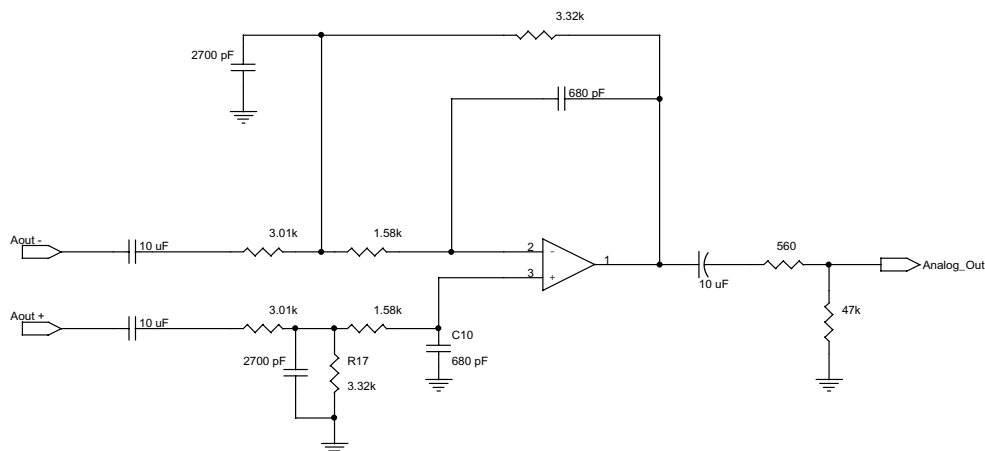 3.32k
2700 pF
680 pF
Aout -
10 uF
3.01k
1.58k
2
-
1
3
+
560
Analog_Out
10 uF
47k
Aout +
10 uF
3.01k
1.58k
C10
680 pF
2700 pF
R17
3.32k